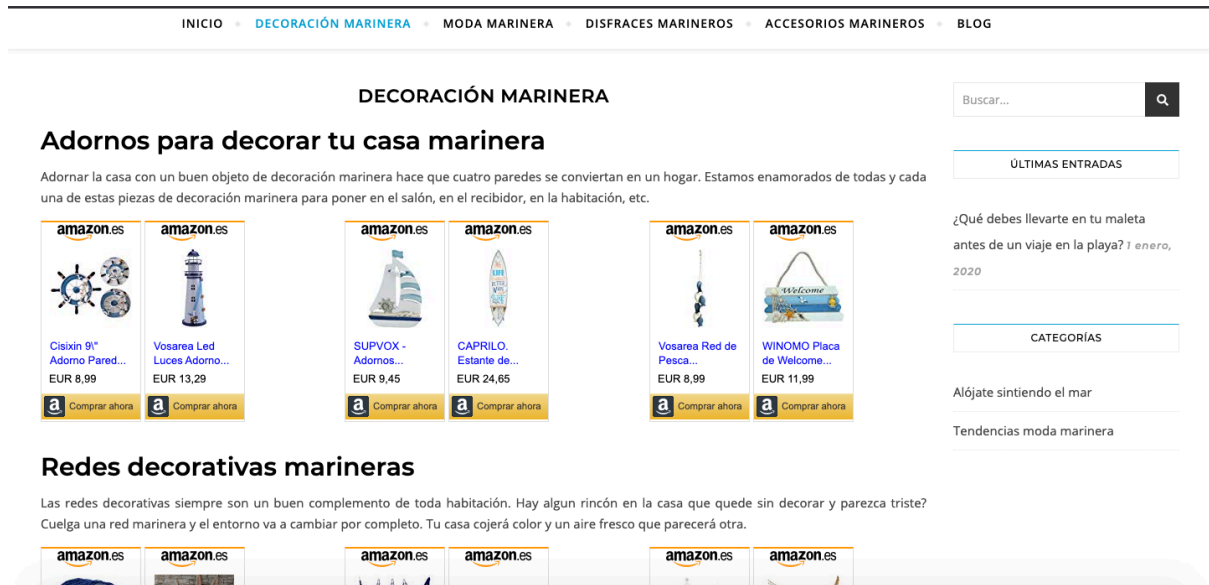 INICIO DECORACIÓN MARINERA MODA MARINERA DISFRACES MARINEROS ACCESORIOS MARINEROS BLOG
DECORACIÓN MARINERA
Adornos para decorar tu casa marinera
Adornar la casa con un buen objeto de decoración marinera hace que cuatro paredes se conviertan en un hogar. Estamos enamorados de todas y cada
una de estas piezas de decoración marinera para poner en el salón, en el recibidor, en la habitación, etc.
amazon.es amazon.es amazon.es amazon.es amazon.es amazon.es
LIFE
Welcome
Cisixin 9\" Vosarea Led SUPVOX - CAPRILO. Vosarea Red de WINOMO Placa
Adorno Pared... Luces Adorno... Adornos... Estante de... Pesca... de Welcome...
EUR 8,99 EUR 13,29 EUR 9,45 EUR 24,65 EUR 8,99 EUR 11,99
a Comprar ahora a Comprar ahora a Comprar ahora a Comprar ahora a Comprar ahora a Comprar ahora
Redes decorativas marineras
Las redes decorativas siempre son un buen complemento de toda habitación. Hay algun rincón en la casa que quede sin decorar y parezca triste?
Cuelga una red marinera y el entorno va a cambiar por completo. Tu casa cojerá color y un aire fresco que parecerá otra.
amazon.es amazon.es amazon.es amazon.es amazon.es amazon.es
Buscar...
ÚLTIMAS ENTRADAS
¿Qué debes llevarte en tu maleta
antes de un viaje en la playa? 1 enero,
2020
CATEGORÍAS
Alójate sintiendo el mar
Tendencias moda marinera